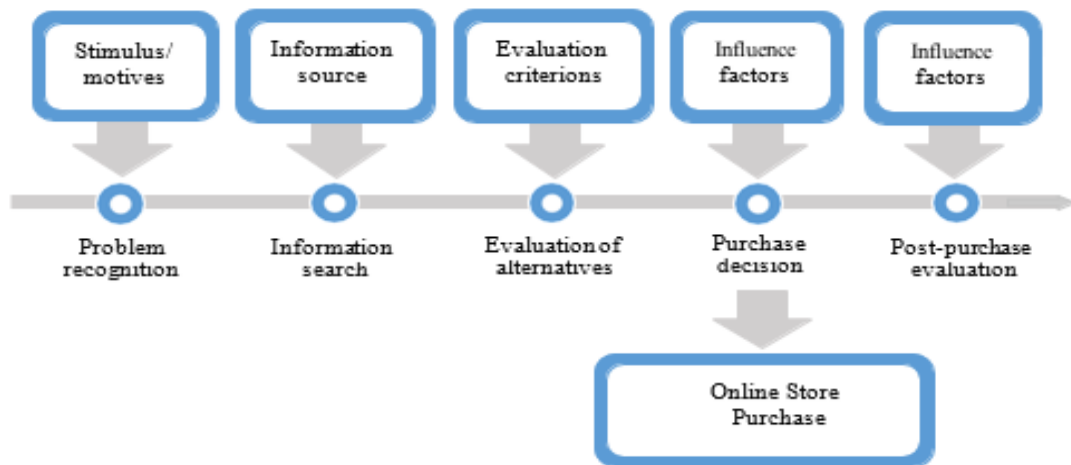 Stimulus/
motives
Information
source
Evaluation
criterions
Influence
factors
Influence
factors
Problem
recognition
Information
search
Evaluation of
alternatives
Purchase
decision
Post-purchase
evaluation
Online Store
Purchase